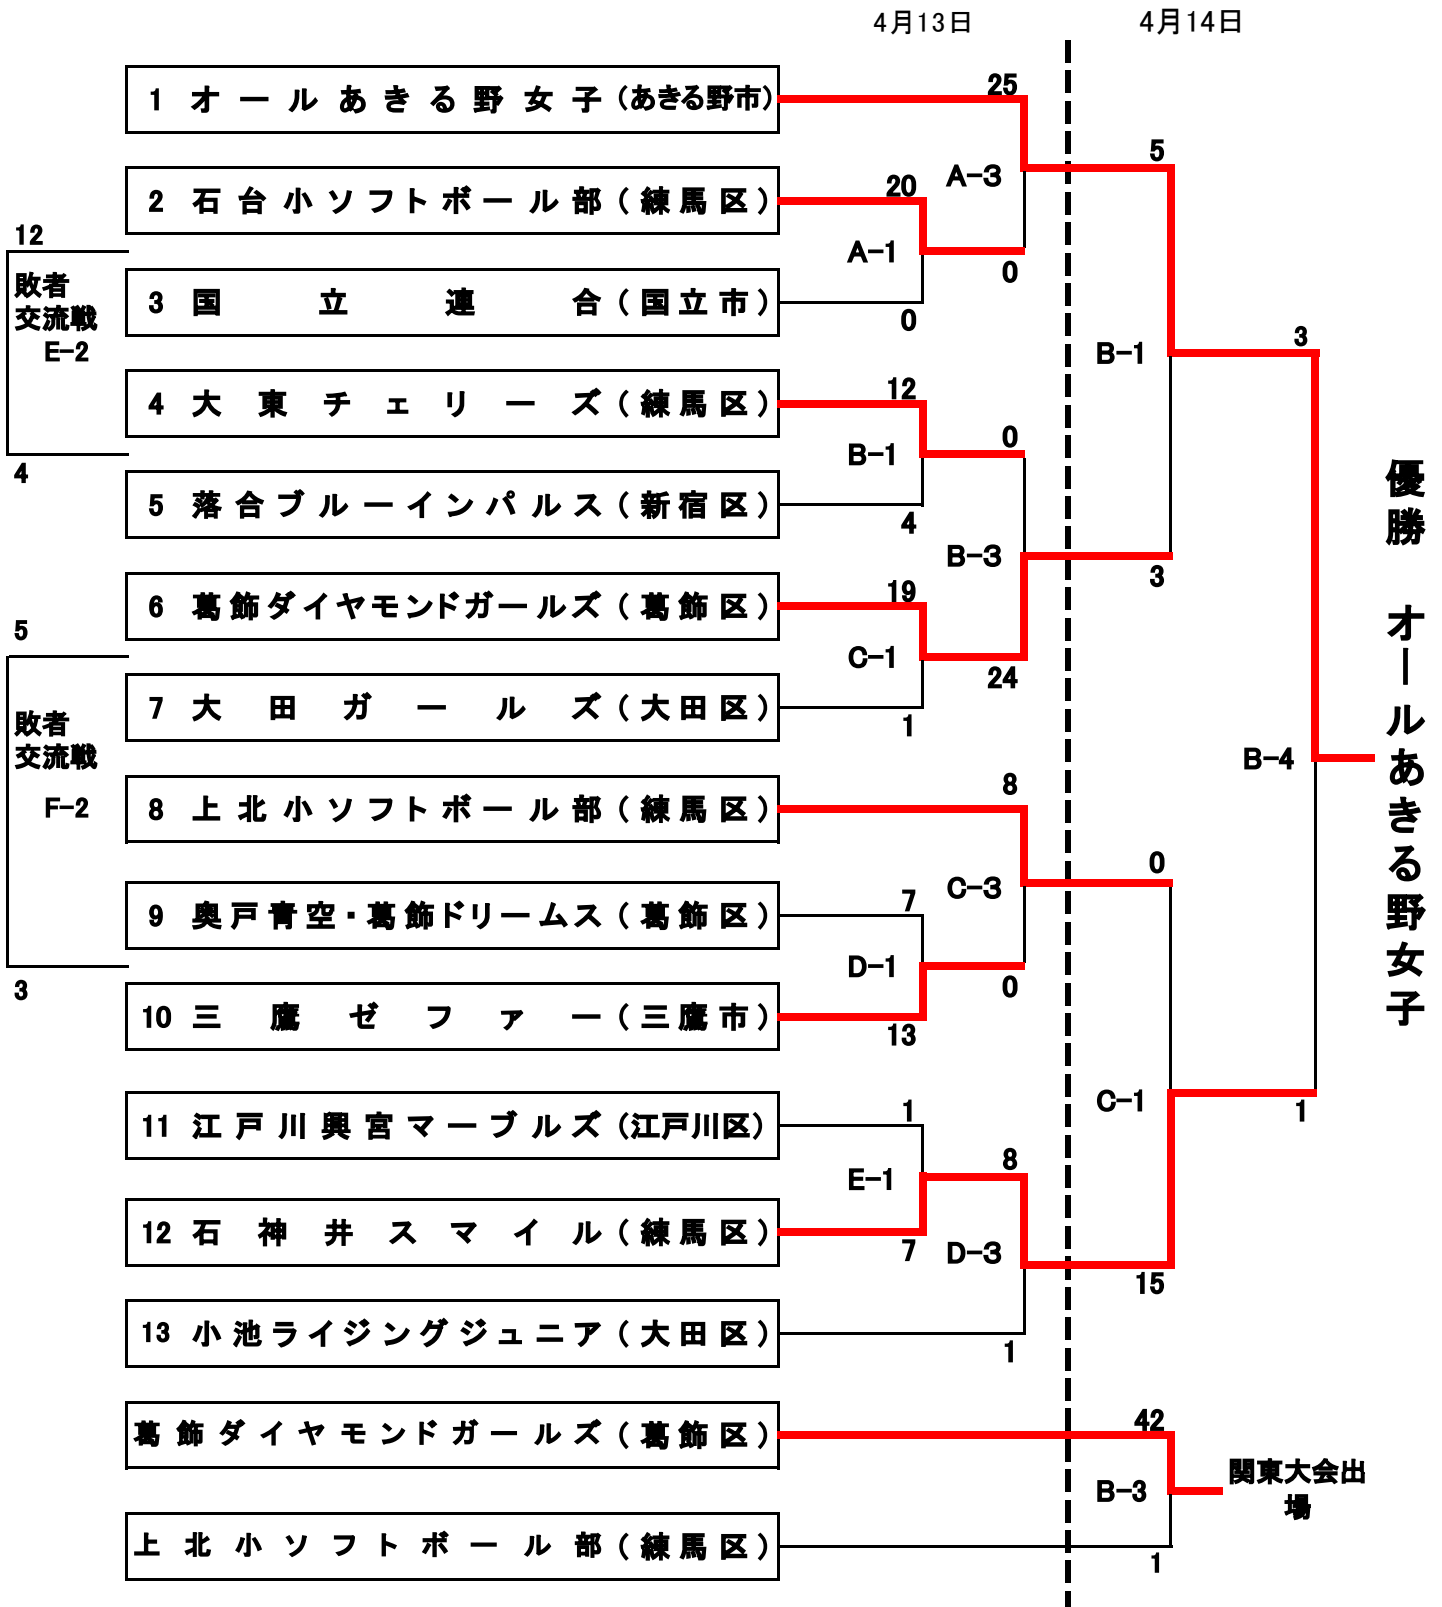 4月13日
4月14日
1 オールあきる野女子(あきる野市)
25
5
A-3
2 石台小ソフトボール部(練馬区)
20
12
A-1
0
敗者
交流戦
E-2
3 国立連合(国立市)
0
3
B-1
4 大東チェリーズ(練馬区)
12
0
B-1
4
5 落合ブルーインパルス(新宿区)
4
B-3
3
6 葛飾ダイヤモンドガールズ(葛飾区)
19
5
C-1
24
7 大田ガールズ(大田区)
1
敗者
交流戦
F-2
B-4
優勝 オールあきる野女子
8 上北小ソフトボール部(練馬区)
8
0
C-3
9 奥戸青空・葛飾ドリームス(葛飾区)
7
D-1
0
3
10 三鷹ゼファー(三鷹市)
13
C-1
1
11 江戸川興宮マーブルズ(江戸川区)
1
8
E-1
12 石神井スマイル(練馬区)
7
D-3
15
13 小池ライジングジュニア(大田区)
1
葛飾ダイヤモンドガールズ(葛飾区)
42
関東大会出
場
B-3
上北小ソフトボール部(練馬区)
1